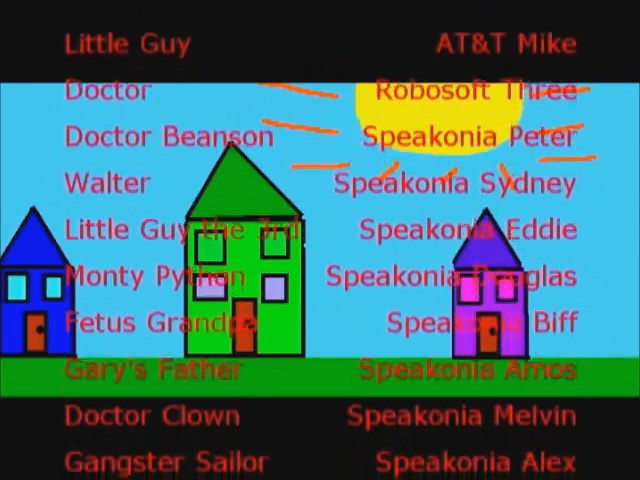 Little Guy AT&T Mike
Doctor Robosoft Three
Doctor Beanson Speakonia Peter
Walter Speakonia Sydney
Little Guy the 3rd Speakonia Eddie
Monty Python Speakonia Douglas
Fetus Grandpa Speakonia Biff
Gary's Father Speakonia Amos
Doctor Clown Speakonia Melvin
Gangster Sailor Speakonia Alex